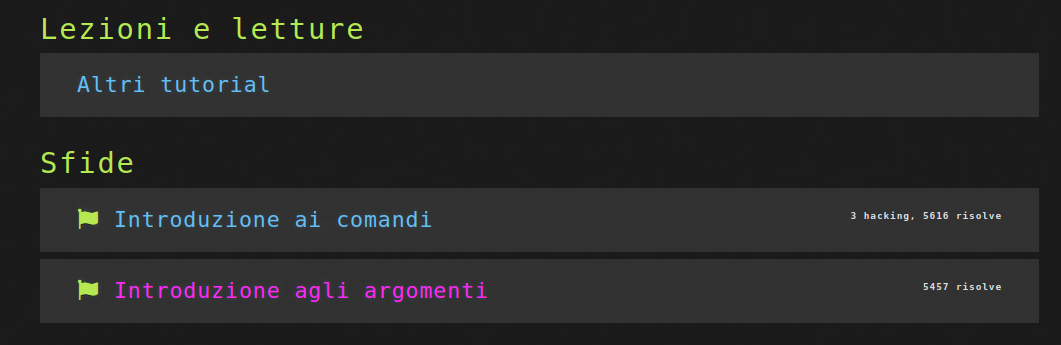 Lezioni e letture
Altri tutorial
Sfide
Introduzione ai comandi
3 hacking, 5616 risolve
Introduzione agli argomenti
5457 risolve